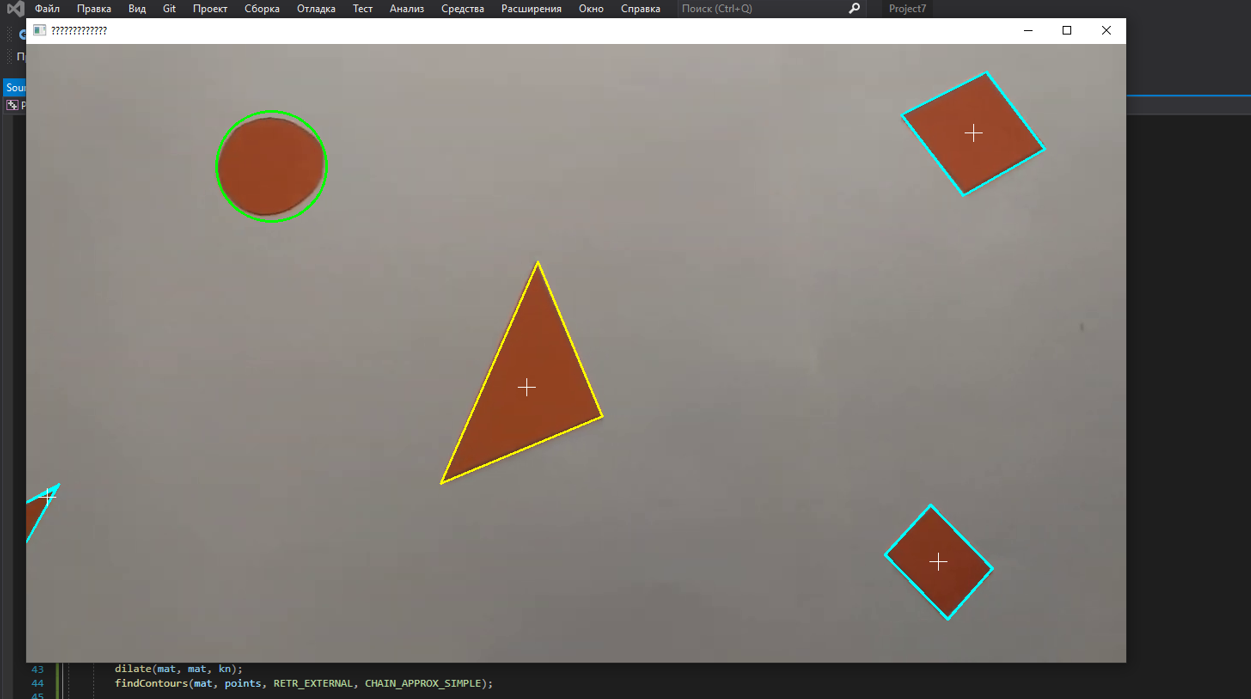 Файл Правка Вид Git Проект Сборка Отладка Тест Анализ Средства Расширения Окно Справка Поиск (Ctrl+Q) Project7
?????????????
43 dilate(mat, mat, kn);
44 findContours(mat, points, RETR_EXTERNAL, CHAIN_APPROX_SIMPLE);
45